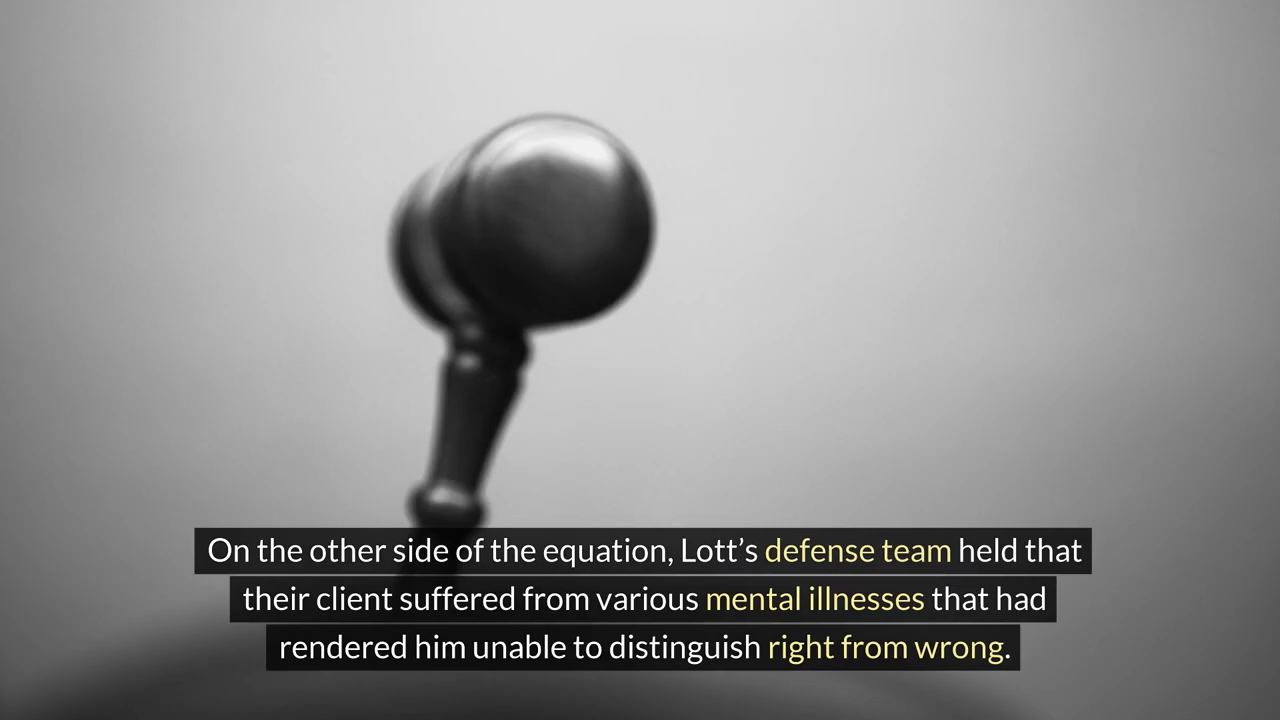 On the other side of the equation, Lott’s defense team held that
their client suffered from various mental illnesses that had
rendered him unable to distinguish right from wrong.